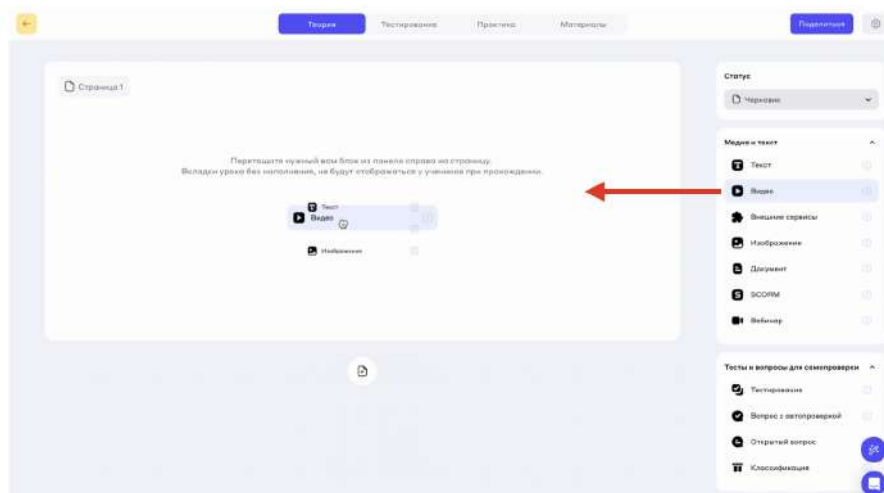 Теория Тестирование Практика Материалы Поделиться
Страница 1
Перетащите нужный вам блок из панели справа на страницу.
Вкладки урока без наполнения, не будут отображаться у учеников при прохождении.
Текст
Видео
Изображение
Статус
Черновик
Медиа и текст
Текст
Видео
Внешние сервисы
Изображение
Документ
SCORM
Вебинар
Тесты и вопросы для самопроверки
Тестирование
Вопрос с автопроверкой
Открытый вопрос
Классификация